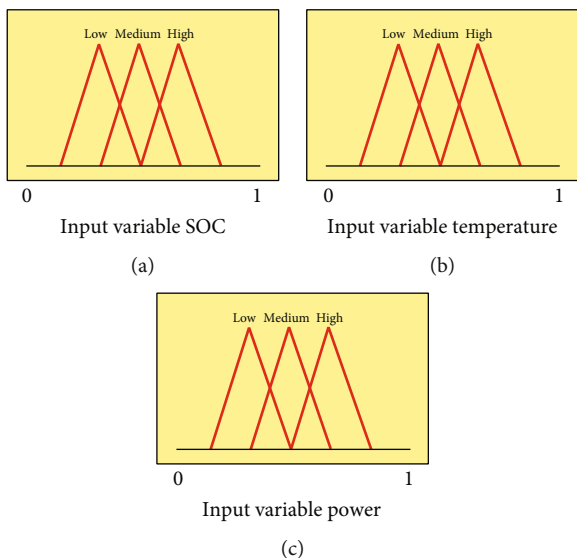 Low Medium High
0 1
Input variable SOC
(a)
Low Medium High
0 1
Input variable temperature
(b)
Low Medium High
0 1
Input variable power
(c)